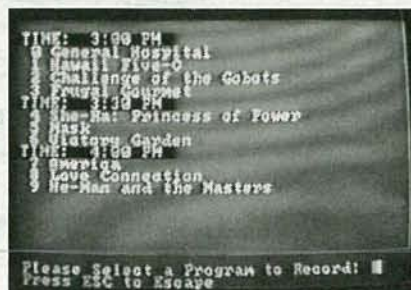 TIME: 3:00 PM
0 General Hospital
1 Hawaii Five-O
2 Challenge of the Gobots
3 Frugal Gourmet
TIME: 3:30 PM
4 She-Ra: Princess of Power
5 Mask
6 Victory Garden
TIME: 4:00 PM
7 America
8 Love Connection
9 He-Man and the Masters
Please Select a Program to Record:
Press ESC to Escape